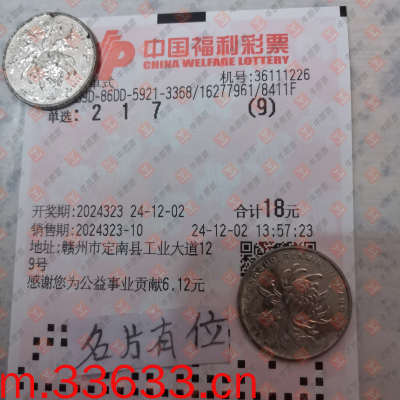 中国福利彩票
CHINA WELFARE LOTTERY
机号:36111226
-86DD-5921-3368/16277961/8411F
单选: 2 1 7 (9)
开奖期:2024323 24-12-02 合计18元
销售期:2024323-10 24-12-02 13:57:23
地址:赣州市定南县工业大道12
9号
感谢您为公益事业贡献6.12元
名片有位
m.33633.cn